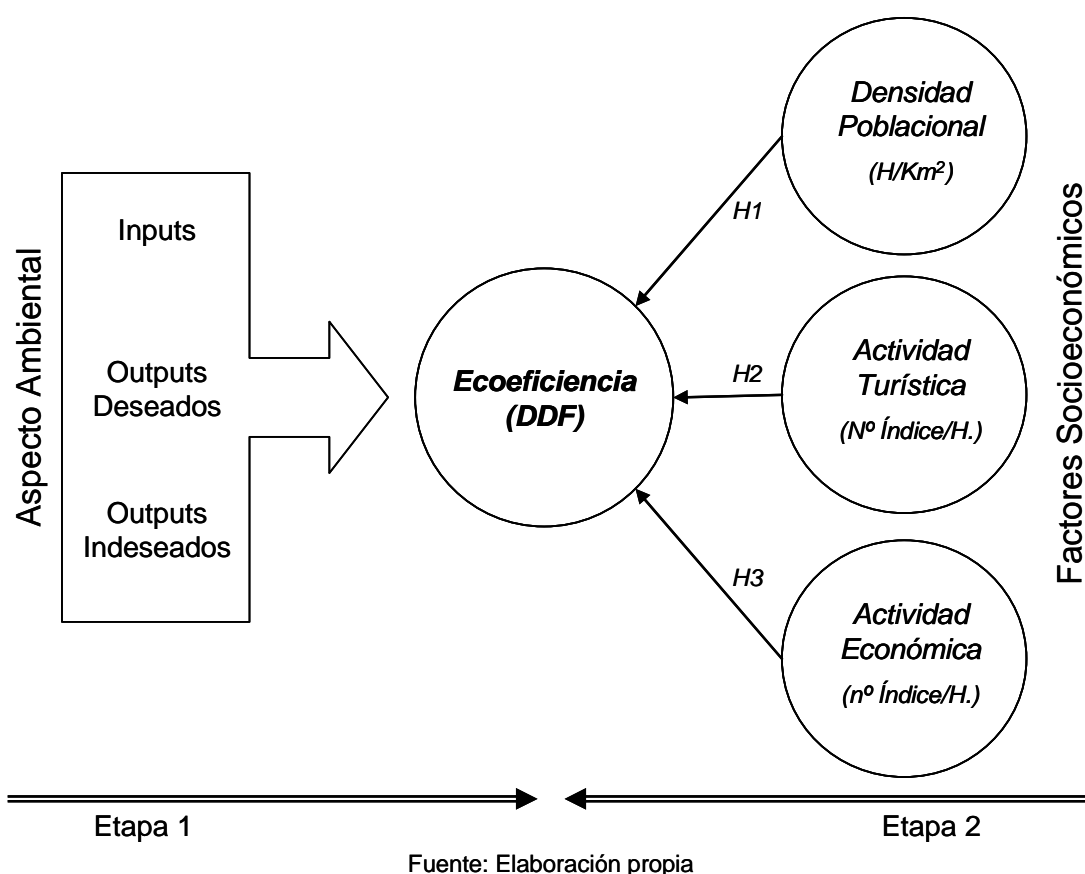 Aspecto Ambiental
Inputs
Outputs
Deseados
Outputs
Indeseados
Ecoeficiencia
(DDF)
H1
H2
H3
Densidad
Poblacional
(H/Km²)
Actividad
Turística
(Nº Índice/H.)
Actividad
Económica
(nº Índice/H.)
Factores Socioeconómicos
Etapa 1
Etapa 2
Fuente: Elaboración propia